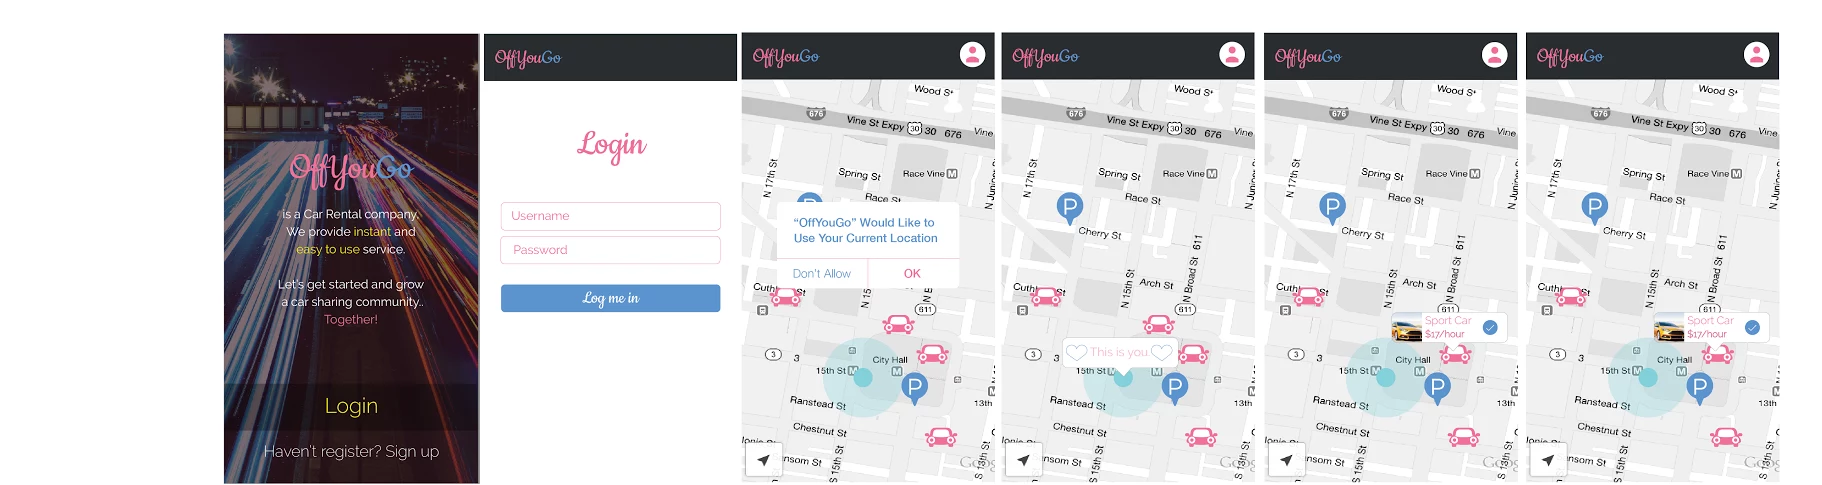 OffYouGo
is a Car Rental company.
We provide instant and
easy to use service.
Let's get started and grow
a car sharing community..
Together!
Login
Haven't register? Sign up
OffYouGo
Login
Username
Password
Log me in
OffYouGo
Wood St
676
Vine St Expy 30 30 676 Vine
N 17th St
Spring St
Race Vine M
Race St
P
"OffYouGo" Would Like to
Use Your Current Location
Don't Allow
OK
N 15
N B
Cuth
611
3
3
City Hall
15th St M
M
P
Ranstead St
13th
Chestnut St
nsom St
S 15th St
S 13th St
OffYouGo
Wood St
676
Vine St Expy 30 30 676 Vine
N 17th St
Spring St
Race Vine M
Race St
P
Cherry St
611
N Broad St
N 15th St
Arch St
Cuthbert St
611
3
3
This is you.
15th St M
P
Ranstead St
13th
Chestnut St
nsom St
S 15th St
S 13th St
OffYouGo
Wood St
676
Vine St Expy 30 30 676 Vine
N 17th St
Spring St
Race Vine M
Race St
P
Cherry St
611
N Broad St
N 15th St
Arch St
Cuthbert St
611
Sport Car
$17/hour
3
3
City Hall
15th St M
M
P
Ranstead St
13th
Chestnut St
nsom St
S 15th St
S 13th St
OffYouGo
Wood St
676
Vine St Expy 30 30 676 Vine
N 17th St
Spring St
Race Vine M
Race St
P
Cherry St
611
N Broad St
N 15th St
Arch St
Cuthbert St
611
Sport Car
$17/hour
3
3
City Hall
15th St M
M
P
Ranstead St
13th
Chestnut St
nsom St
S 15th St
S 13th St